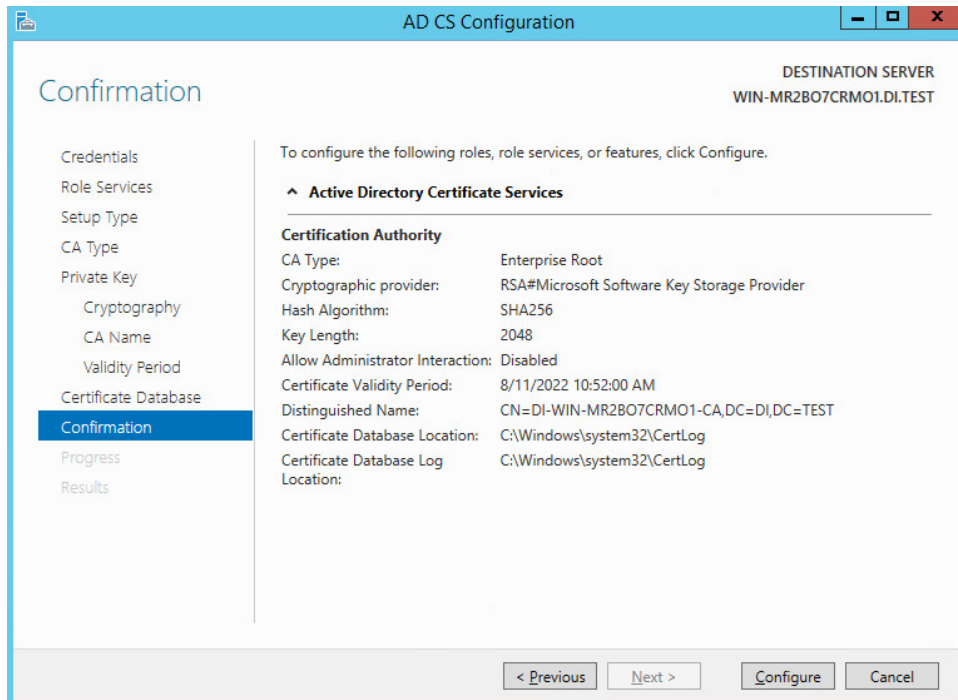 AD CS Configuration
Confirmation
DESTINATION SERVER
WIN-MR2BO7CRMO1.DI.TEST
Credentials
Role Services
Setup Type
CA Type
Private Key
Cryptography
CA Name
Validity Period
Certificate Database
Confirmation
Progress
Results
To configure the following roles, role services, or features, click Configure.
Active Directory Certificate Services
Certification Authority
CA Type: Enterprise Root
Cryptographic provider: RSA#Microsoft Software Key Storage Provider
Hash Algorithm: SHA256
Key Length: 2048
Allow Administrator Interaction: Disabled
Certificate Validity Period: 8/11/2022 10:52:00 AM
Distinguished Name: CN=DI-WIN-MR2BO7CRMO1-CA,DC=DI,DC=TEST
Certificate Database Location: C:\Windows\system32\CertLog
Certificate Database Log C:\Windows\system32\CertLog
Location:
< Previous
Next >
Configure
Cancel